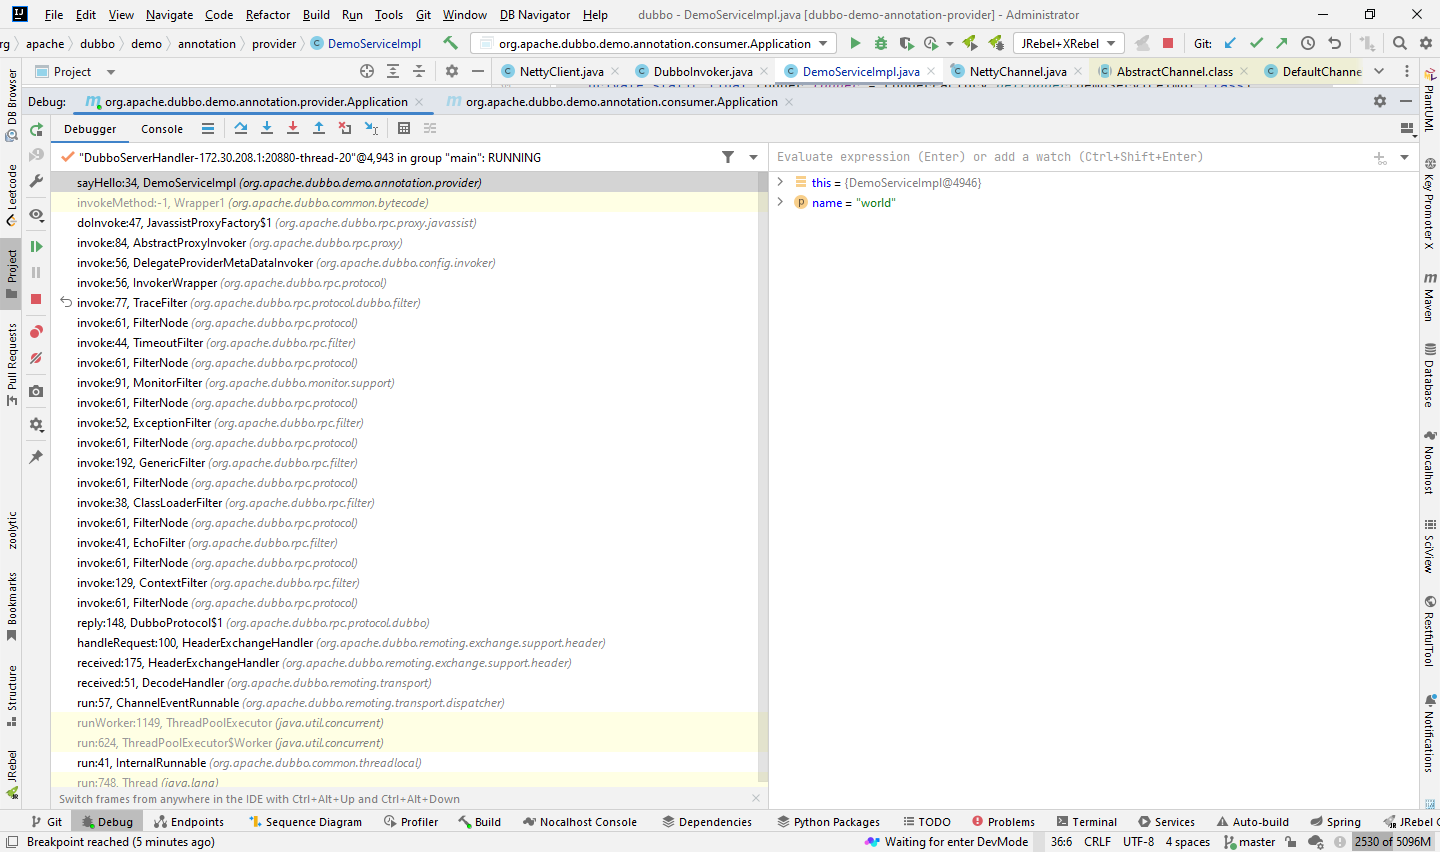 File Edit View Navigate Code Refactor Build Run Tools Git Window DB Navigator Help dubbo - DemoServiceImpl.java [dubbo-demo-annotation-provider] - Administrator
rg apache dubbo demo annotation provider DemoServiceImpl org.apache.dubbo.demo.annotation.consumer.Application JRebel+XRebel Git:
Project NettyClient.java DubboInvoker.java DemoServiceImpl.java NettyChannel.java AbstractChannel.class DefaultChanne
Debug: org.apache.dubbo.demo.annotation.provider.Application org.apache.dubbo.demo.annotation.consumer.Application
Debugger Console
"DubboServerHandler-172.30.208.1:20880-thread-20"@4,943 in group "main": RUNNING
Evaluate expression (Enter) or add a watch (Ctrl+Shift+Enter)
sayHello:34, DemoServiceImpl (org.apache.dubbo.demo.annotation.provider)
invokeMethod:-1, Wrapper1 (org.apache.dubbo.common.bytecode)
doInvoke:47, JavassistProxyFactory$1 (org.apache.dubbo.rpc.proxy.javassist)
invoke:84, AbstractProxyInvoker (org.apache.dubbo.rpc.proxy)
invoke:56, DelegateProviderMetaDataInvoker (org.apache.dubbo.config.invoker)
invoke:56, InvokerWrapper (org.apache.dubbo.rpc.protocol)
invoke:77, TraceFilter (org.apache.dubbo.rpc.protocol.dubbo.filter)
invoke:61, FilterNode (org.apache.dubbo.rpc.protocol)
invoke:44, TimeoutFilter (org.apache.dubbo.rpc.filter)
invoke:61, FilterNode (org.apache.dubbo.rpc.protocol)
invoke:91, MonitorFilter (org.apache.dubbo.monitor.support)
invoke:61, FilterNode (org.apache.dubbo.rpc.protocol)
invoke:52, ExceptionFilter (org.apache.dubbo.rpc.filter)
invoke:61, FilterNode (org.apache.dubbo.rpc.protocol)
invoke:192, GenericFilter (org.apache.dubbo.rpc.filter)
invoke:61, FilterNode (org.apache.dubbo.rpc.protocol)
invoke:38, ClassLoaderFilter (org.apache.dubbo.rpc.filter)
invoke:61, FilterNode (org.apache.dubbo.rpc.protocol)
invoke:41, EchoFilter (org.apache.dubbo.rpc.filter)
invoke:61, FilterNode (org.apache.dubbo.rpc.protocol)
invoke:129, ContextFilter (org.apache.dubbo.rpc.filter)
invoke:61, FilterNode (org.apache.dubbo.rpc.protocol)
reply:148, DubboProtocol$1 (org.apache.dubbo.rpc.protocol.dubbo)
handleRequest:100, HeaderExchangeHandler (org.apache.dubbo.remoting.exchange.support.header)
received:175, HeaderExchangeHandler (org.apache.dubbo.remoting.exchange.support.header)
received:51, DecodeHandler (org.apache.dubbo.remoting.transport)
run:57, ChannelEventRunnable (org.apache.dubbo.remoting.transport.dispatcher)
runWorker:1149, ThreadPoolExecutor (java.util.concurrent)
run:624, ThreadPoolExecutor$Worker (java.util.concurrent)
run:41, InternalRunnable (org.apache.dubbo.common.threadlocal)
run:748, Thread (java.lang)
Switch frames from anywhere in the IDE with Ctrl+Alt+Up and Ctrl+Alt+Down
this = {DemoServiceImpl@4946}
p name = "world"
DB Browser
Leetcode
Project
Pull Requests
zoolytic
Bookmarks
Structure
JRebel
PlantUML
Key Promoter X
Maven
Database
Nocalhost
SciView
RestfulTool
Notifications
Git Debug Endpoints Sequence Diagram Profiler Build Nocalhost Console Dependencies Python Packages TODO Problems Terminal Services Auto-build Spring JRebel C
Breakpoint reached (5 minutes ago) Waiting for enter DevMode 36:6 CRLF UTF-8 4 spaces master 2530 of 5096M